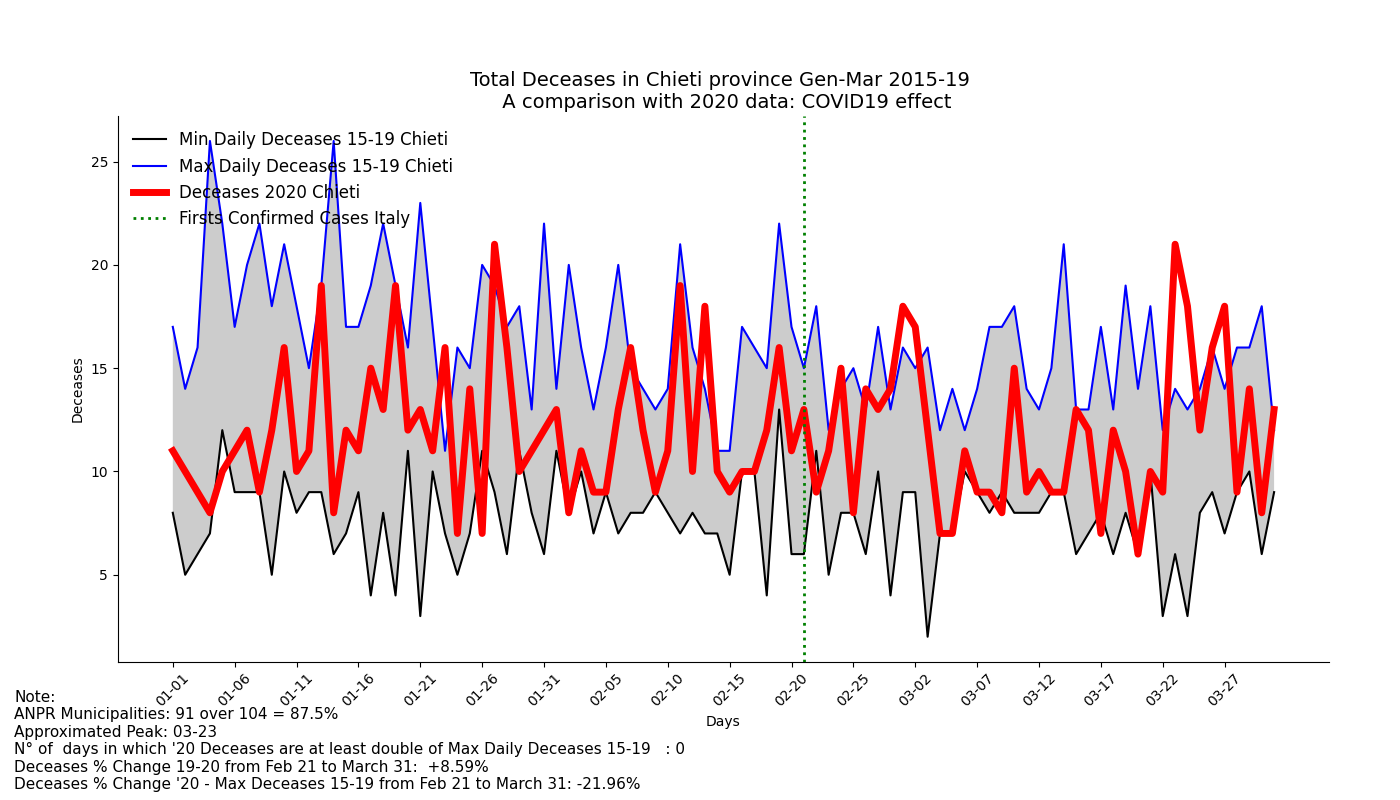 Total Deceases in Chieti province Gen-Mar 2015-19
A comparison with 2020 data: COVID19 effect
Min Daily Deceases 15-19 Chieti
Max Daily Deceases 15-19 Chieti
Deceases 2020 Chieti
Firsts Confirmed Cases Italy
25
20
15
10
5
Deceases
01-01 01-06 01-11 01-16 01-21 01-26 01-31 02-05 02-10 02-15 02-20 02-25 03-02 03-07 03-12 03-17 03-22 03-27
Days
Note:
ANPR Municipalities: 91 over 104 = 87.5%
Approximated Peak: 03-23
N° of  days in which '20 Deceases are at least double of Max Daily Deceases 15-19   : 0
Deceases % Change 19-20 from Feb 21 to March 31:  +8.59%
Deceases % Change '20 - Max Deceases 15-19 from Feb 21 to March 31: -21.96%